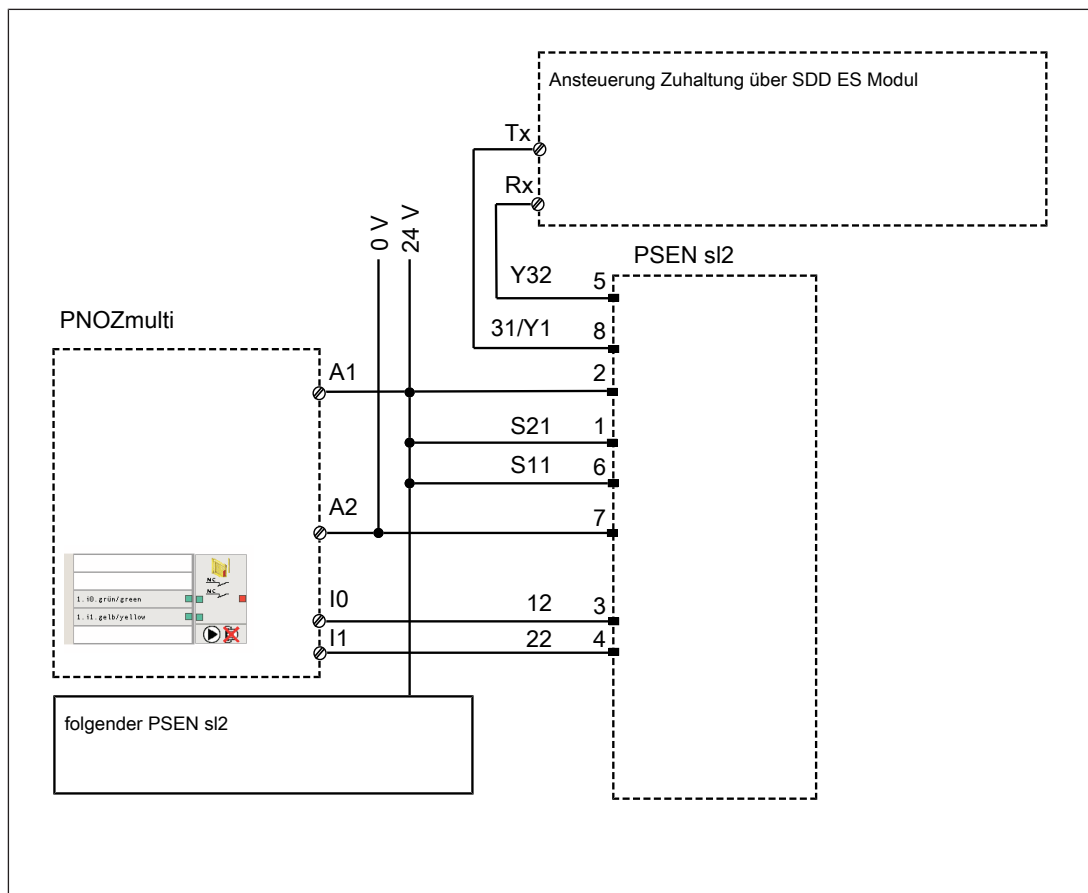 Ansteuerung Zuhaltung über SDD ES Modul
Tx
Rx
0 V
24 V
PSEN sl2
Y32 5
PNOZmulti
31/Y1 8
A1 2
S21 1
S11 6
A2 7
NC
NC
1.i0.grün/green
1.i1.gelb/yellow
I0 12 3
I1 22 4
folgender PSEN sl2